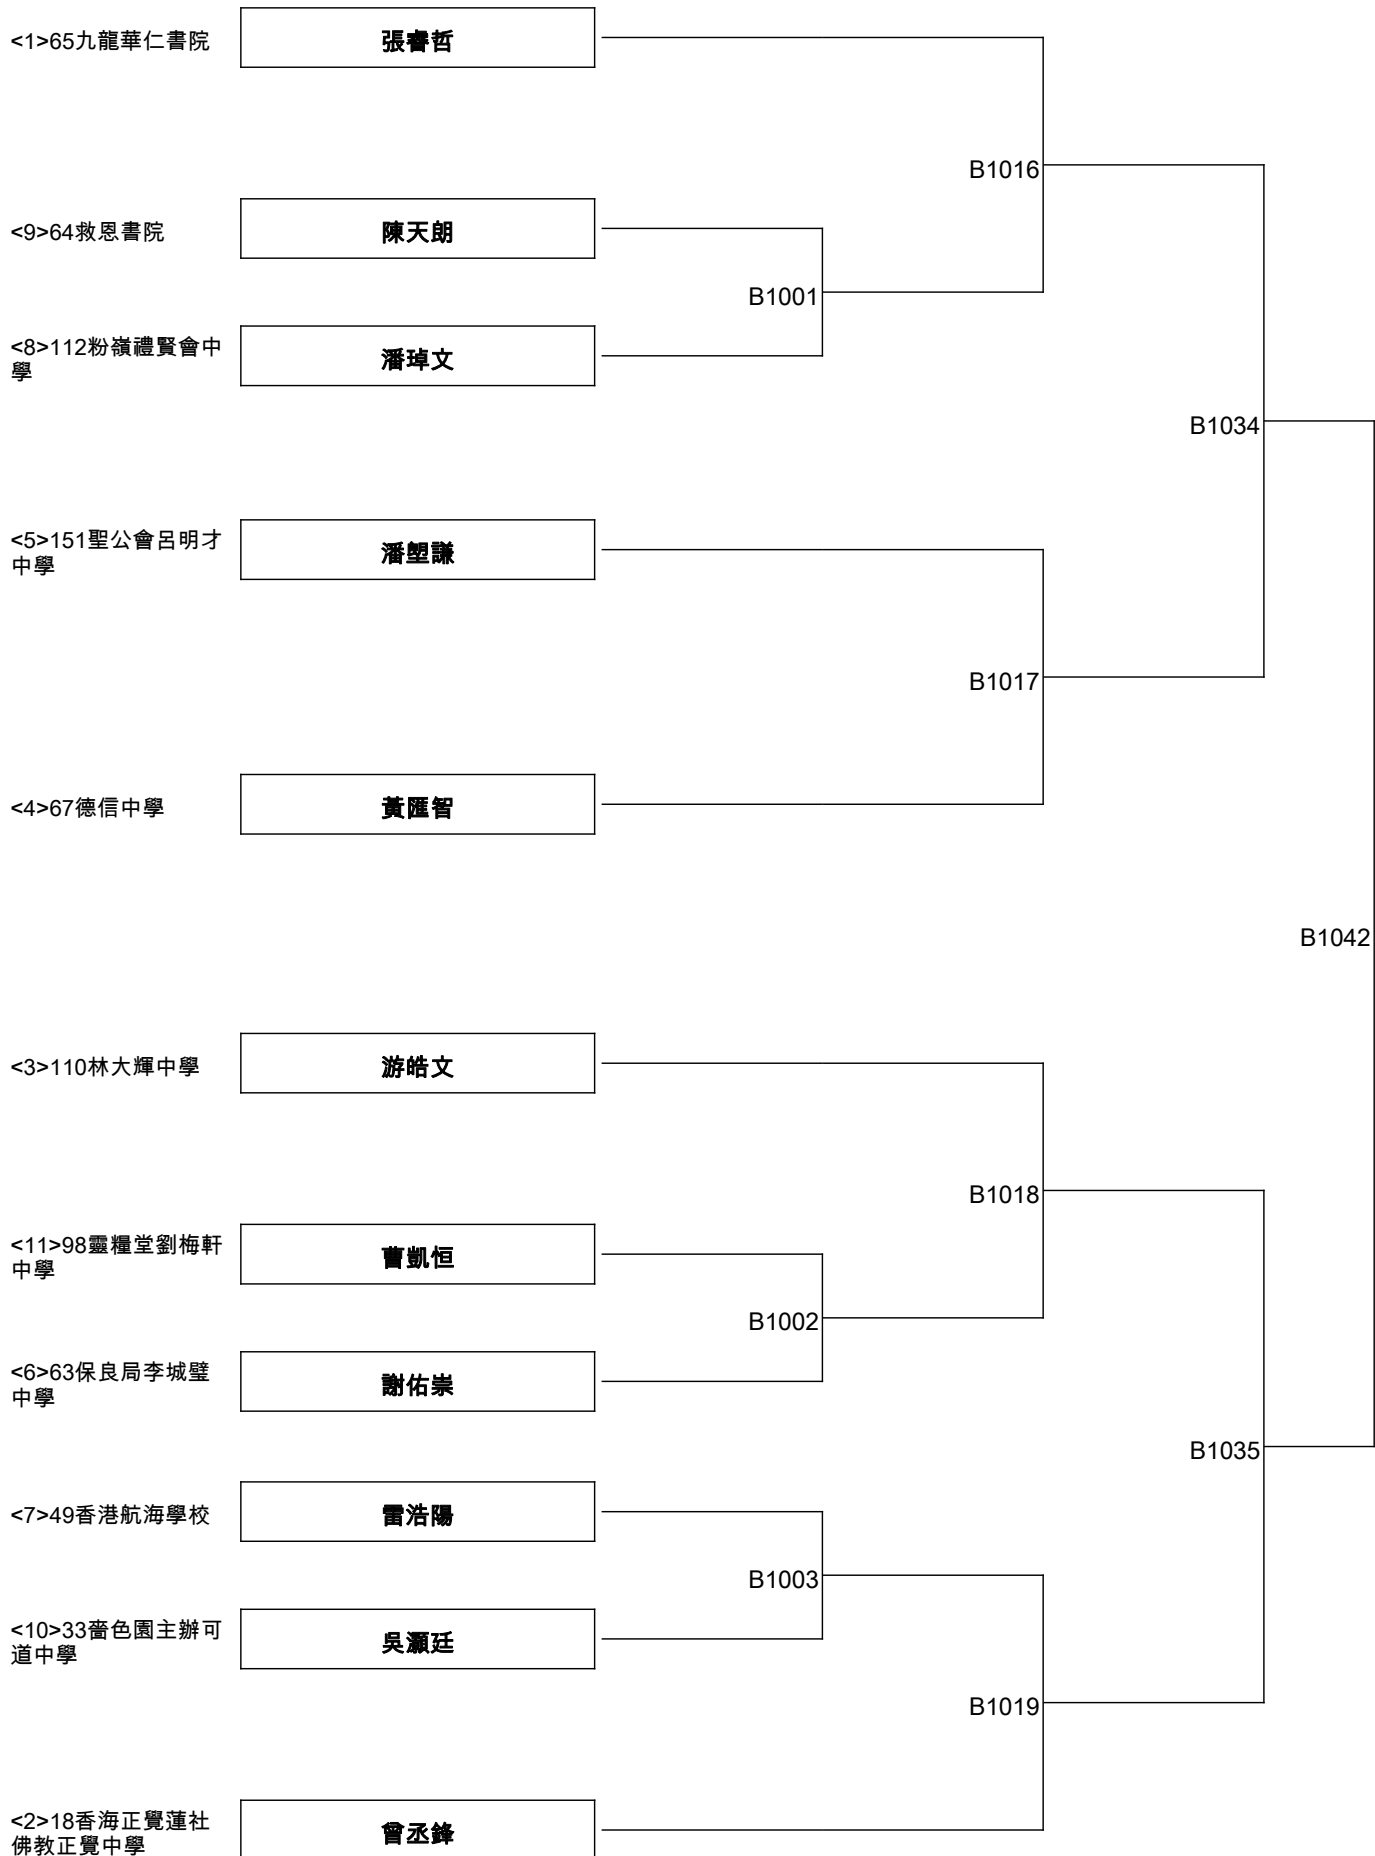 <1>65九龍華仁書院
張睿哲
B1016
<9>64救恩書院
陳天朗
B1001
<8>112粉嶺禮賢會中
學
潘琸文
B1034
<5>151聖公會呂明才
中學
潘塱謙
B1017
<4>67德信中學
黃匯智
B1042
<3>110林大輝中學
游皓文
B1018
<11>98靈糧堂劉梅軒
中學
曹凱恒
B1002
<6>63保良局李城璧
中學
謝佑崇
B1035
<7>49香港航海學校
雷浩陽
B1003
<10>33嗇色園主辦可
道中學
吳灝廷
B1019
<2>18香海正覺蓮社
佛教正覺中學
曾丞鋒